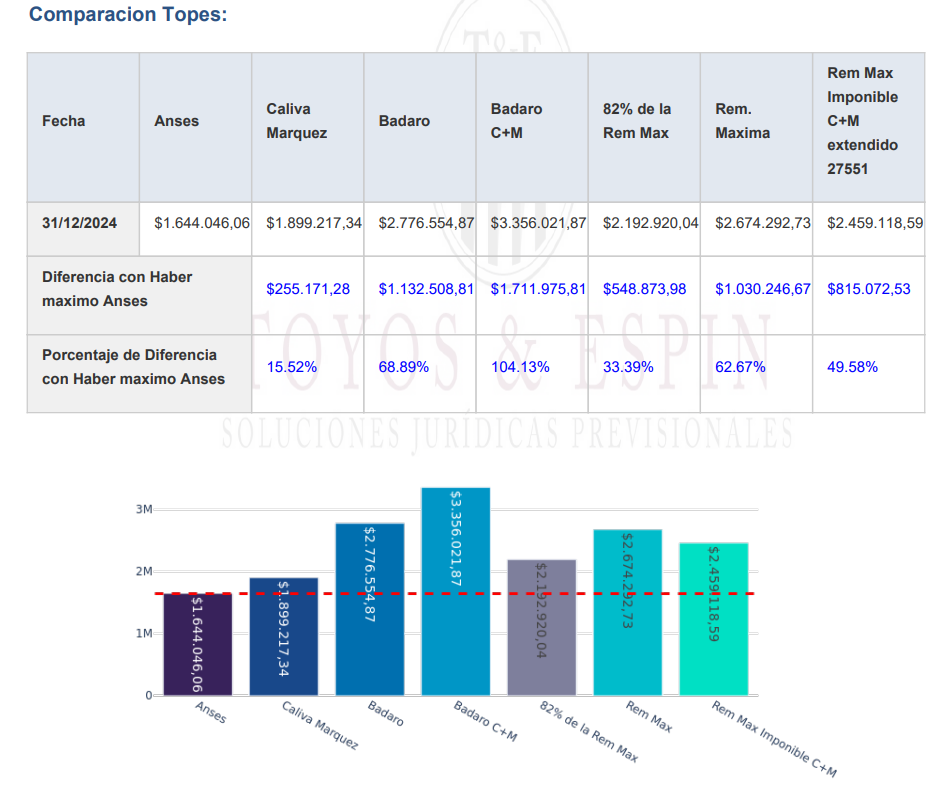 Comparacion Topes:
T&E
Fecha
Anses
Caliva
Marquez
Badaro
Badaro
C+M
82% de la
Rem Max
Rem.
Maxima
Rem Max
Imponible
C+M
extendido
27551
31/12/2024
$1.644.046,06
$1.899.217,34
$2.776.554,87
$3.356.021,87
$2.192.920,04
$2.674.292,73
$2.459.118,59
Diferencia con Haber
maximo Anses
$255.171,28
$1.132.508,81
$1.711.975,81
$548.873,98
$1.030.246,67
$815.072,53
Porcentaje de Diferencia
con Haber maximo Anses
15.52%
68.89%
104.13%
33.39%
62.67%
49.58%
TOYOS & ESPIN
SOLUCIONES JURÍDICAS PREVISIONALES
3M
2M
1M
0
$1.644.046,06
$1.899.217,34
$2.776.554,87
$3.356.021,87
$2.192.920,04
$2.674.292,73
$2.459.118,59
Anses
Caliva Marquez
Badaro
Badaro C+M
82% de la Rem Max
Rem Max
Rem Max Imponible C+M